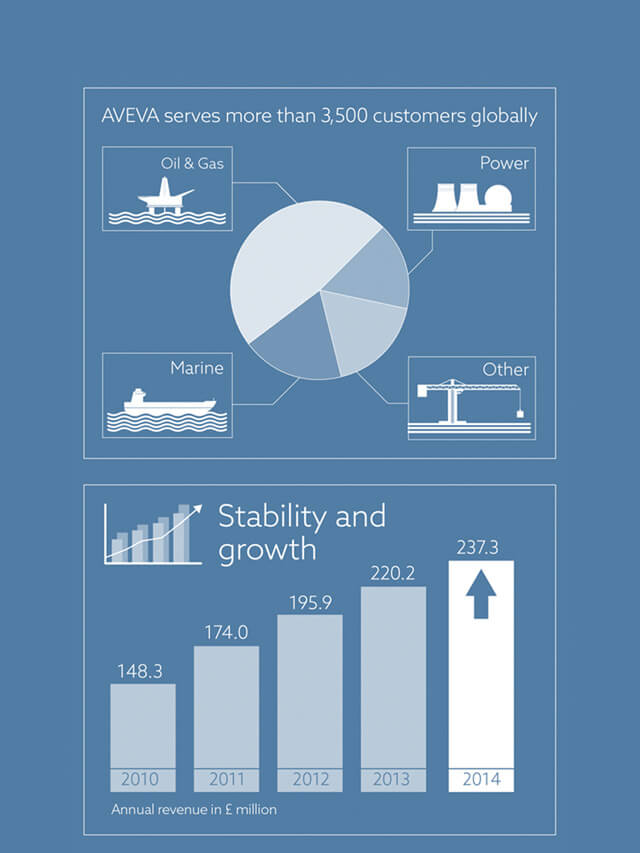 AVEVA serves more than 3,500 customers globally
Oil & Gas
Power
Marine
Other
Stability and
growth
148.3
174.0
195.9
220.2
237.3
2010
2011
2012
2013
2014
Annual revenue in £ million